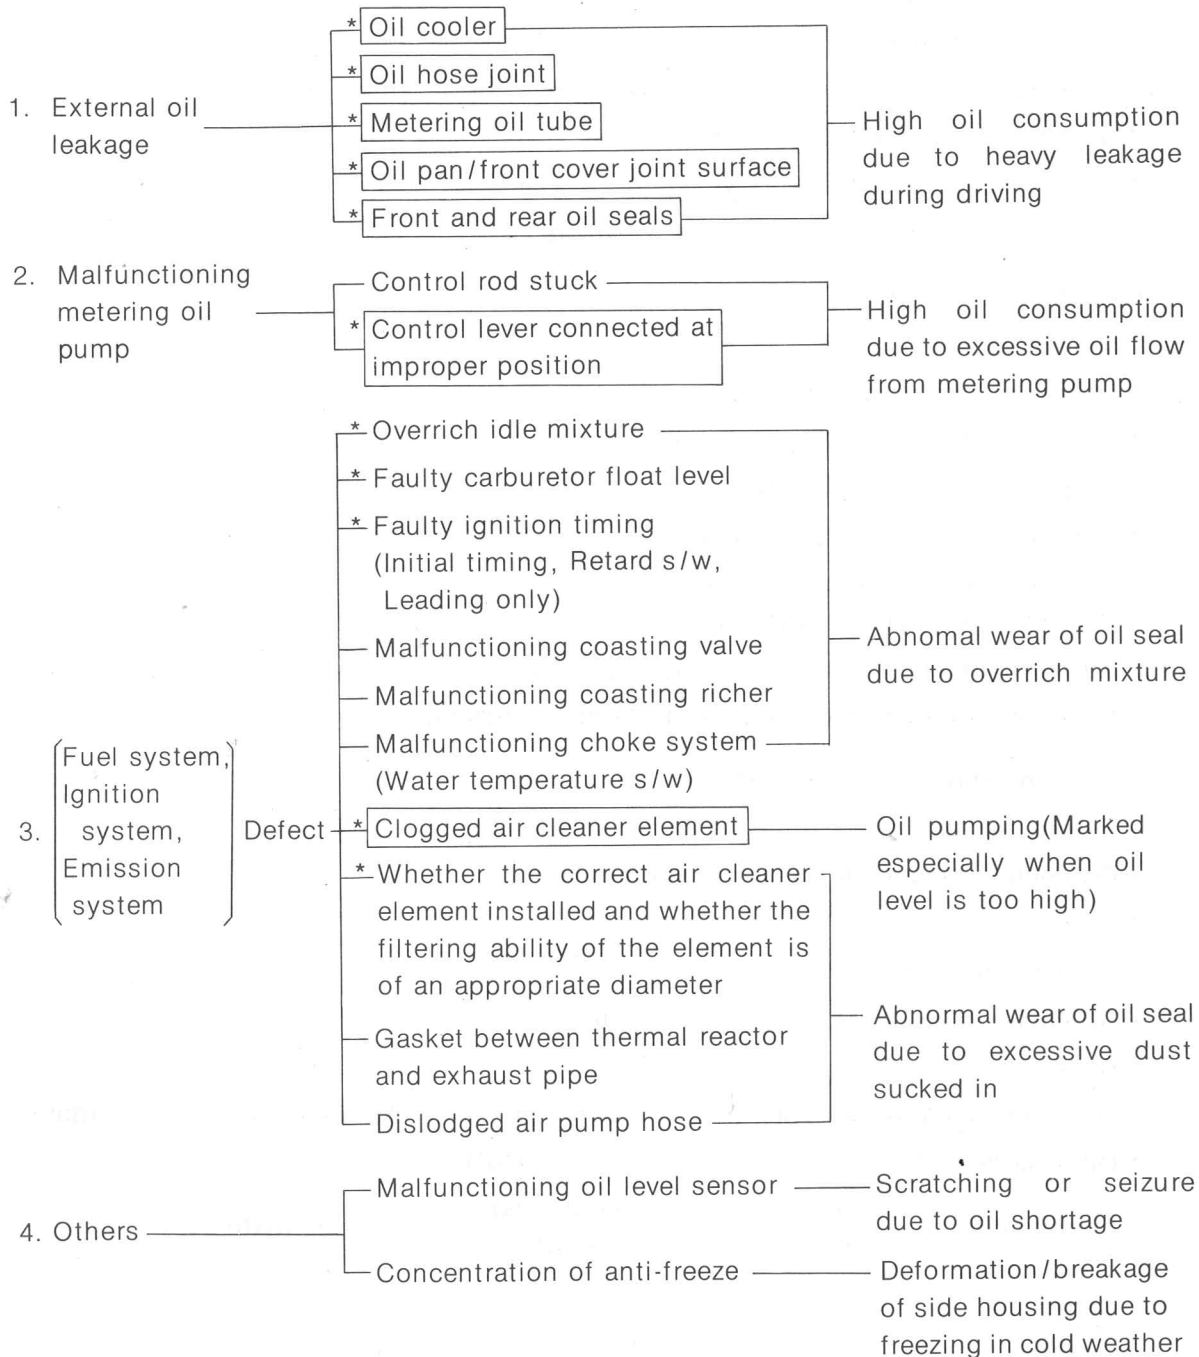 1. External oil
leakage
* Oil cooler
* Oil hose joint
* Metering oil tube
* Oil pan/front cover joint surface
* Front and rear oil seals
High oil consumption
due to heavy leakage
during driving
2. Malfunctioning
metering oil
pump
Control rod stuck
* Control lever connected at
improper position
High oil consumption
due to excessive oil flow
from metering pump
3. Fuel system,
Ignition
system,
Emission
system
Defect
* Overrich idle mixture
* Faulty carburetor float level
* Faulty ignition timing
(Initial timing, Retard s/w,
Leading only)
Malfunctioning coasting valve
Malfunctioning coasting richer
Malfunctioning choke system
(Water temperature s/w)
Abnomal wear of oil seal
due to overrich mixture
* Clogged air cleaner element
Oil pumping(Marked
especially when oil
level is too high)
* Whether the correct air cleaner
element installed and whether the
filtering ability of the element is
of an appropriate diameter
Gasket between thermal reactor
and exhaust pipe
Dislodged air pump hose
Abnormal wear of oil seal
due to excessive dust
sucked in
4. Others
Malfunctioning oil level sensor
Scratching or seizure
due to oil shortage
Concentration of anti-freeze
Deformation/breakage
of side housing due to
freezing in cold weather